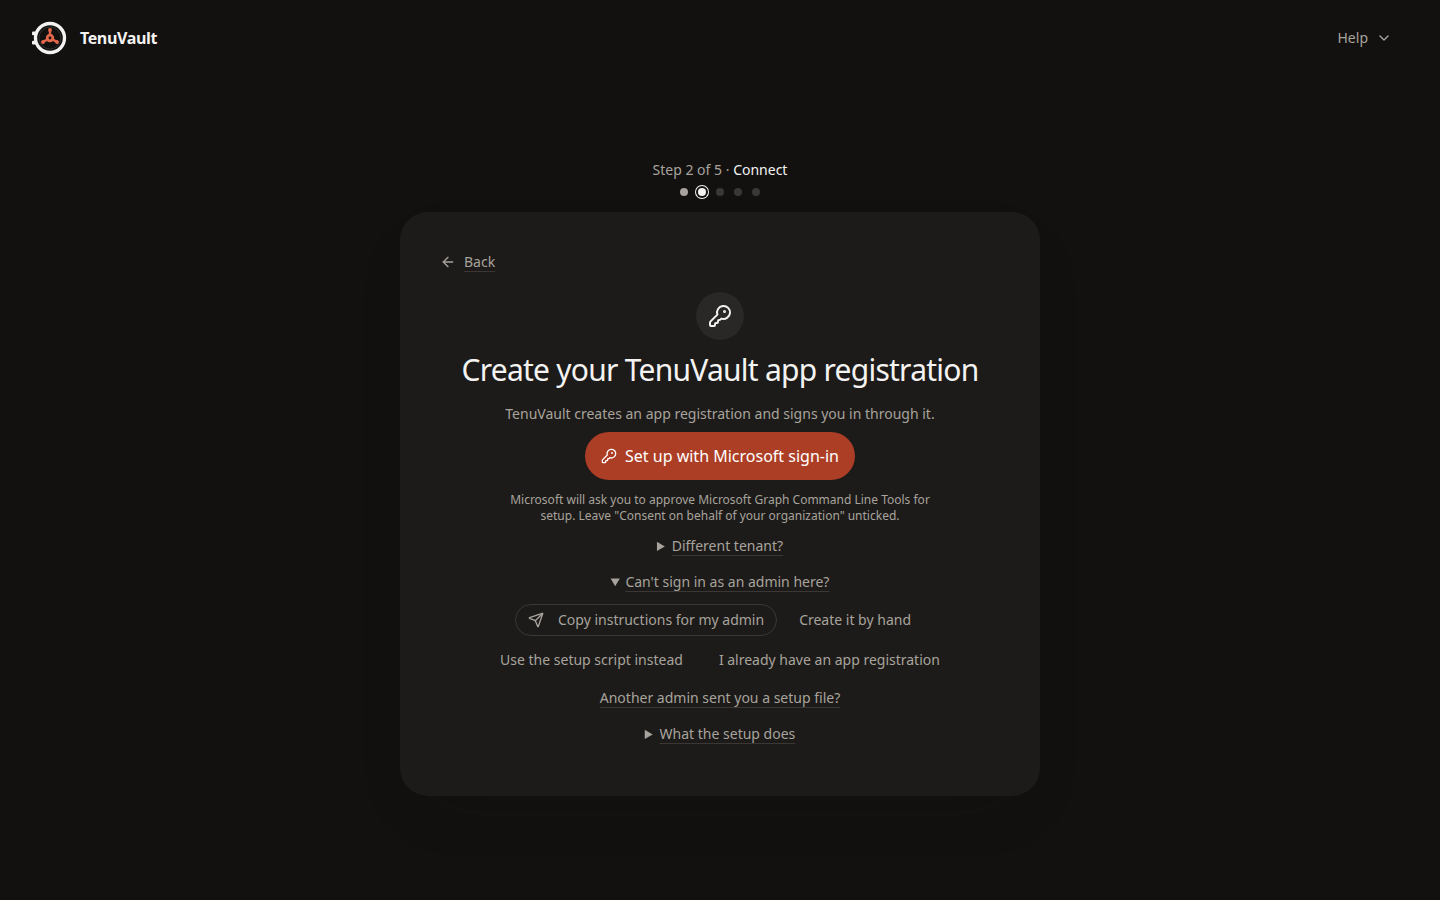 TenuVault
Help
Step 2 of 5 · Connect
Back
Create your TenuVault app registration
TenuVault creates an app registration and signs you in through it.
Set up with Microsoft sign-in
Microsoft will ask you to approve Microsoft Graph Command Line Tools for
setup. Leave "Consent on behalf of your organization" unticked.
Different tenant?
Can't sign in as an admin here?
Copy instructions for my admin
Create it by hand
Use the setup script instead
I already have an app registration
Another admin sent you a setup file?
What the setup does